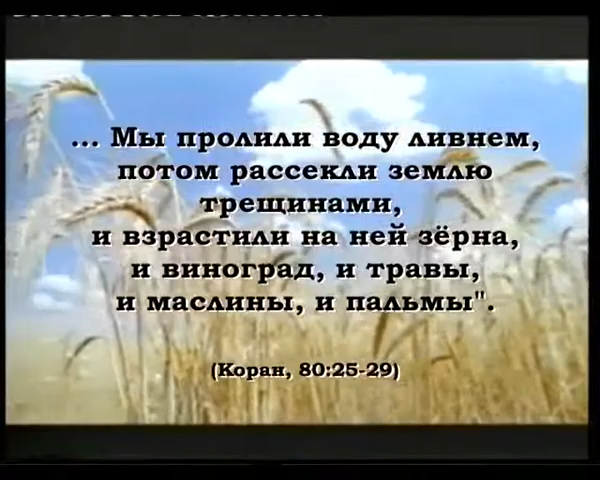 ... Мы пролили воду ливнем,
потом рассекли землю
трещинами,
и взрастили на ней зёрна,
и виноград, и травы,
и маслины, и пальмы".
(Коран, 80:25-29)